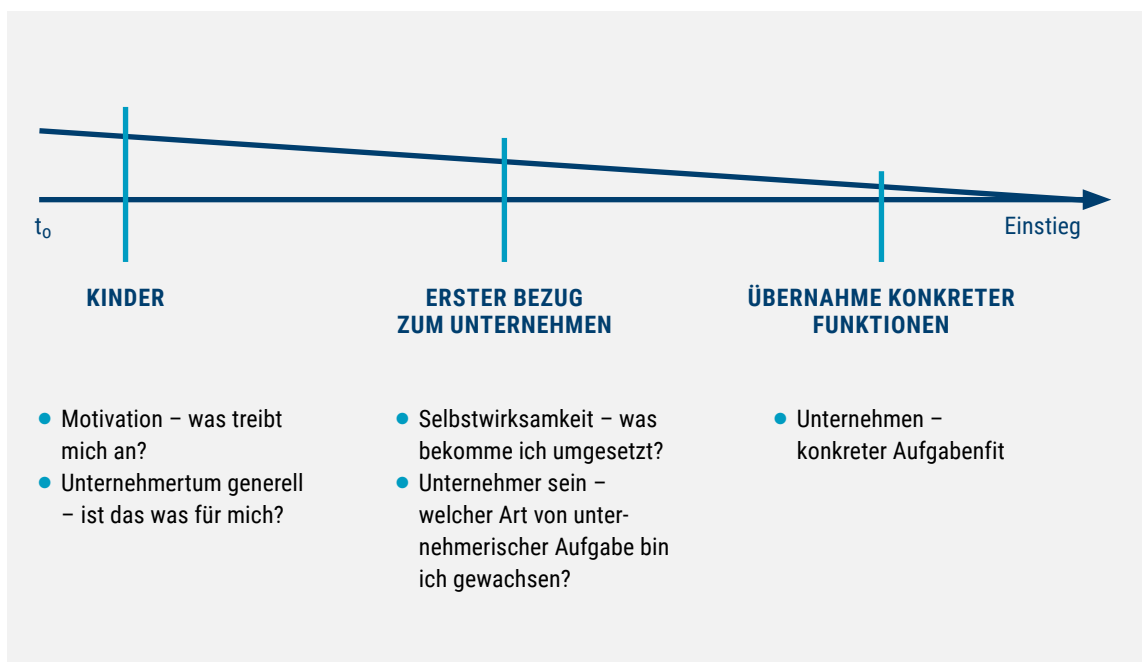 t₀
Einstieg
KINDER
ERSTER BEZUG
ZUM UNTERNEHMEN
ÜBERNAHME KONKRETER
FUNKTIONEN
● Motivation – was treibt
mich an?
● Unternehmertum generell
– ist das was für mich?
● Selbstwirksamkeit – was
bekomme ich umgesetzt?
● Unternehmer sein –
welcher Art von unter-
nehmerischer Aufgabe bin
ich gewachsen?
● Unternehmen –
konkreter Aufgabenfit